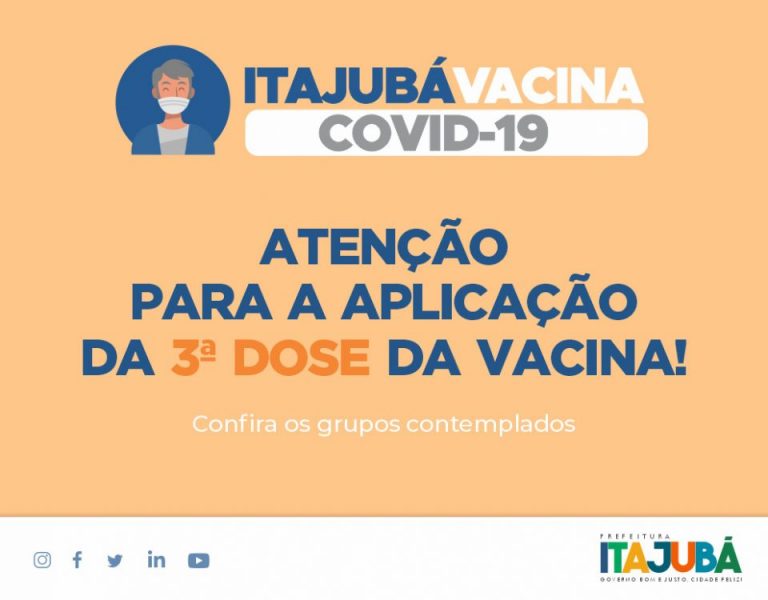 ITAJUBÁVACINA
COVID-19
ATENÇÃO
PARA A APLICAÇÃO
DA 3ª DOSE DA VACINA!
Confira os grupos contemplados
PREFEITURA
ITAJUBÁ
GOVERNO BOM E JUSTO, CIDADE FELIZ!